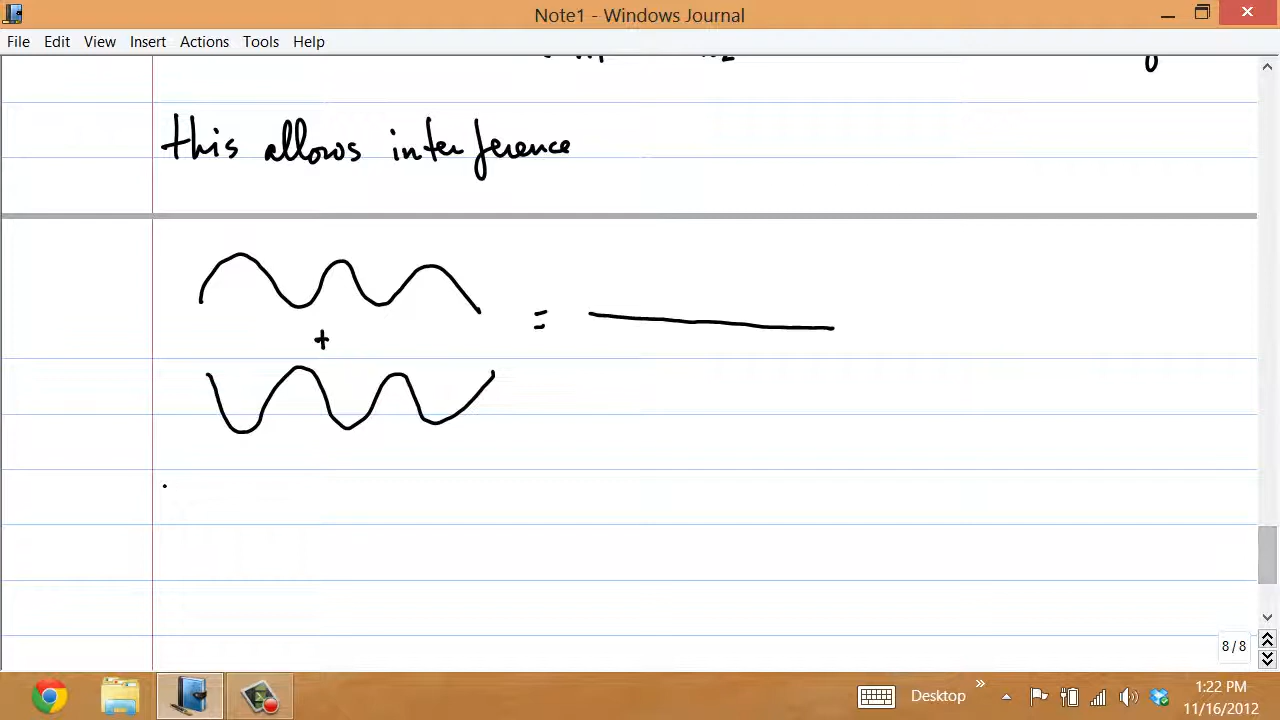 Note1 - Windows Journal
File Edit View Insert Actions Tools Help
this allows interference
+
=
8 / 8
Desktop
1:22 PM
11/16/2012